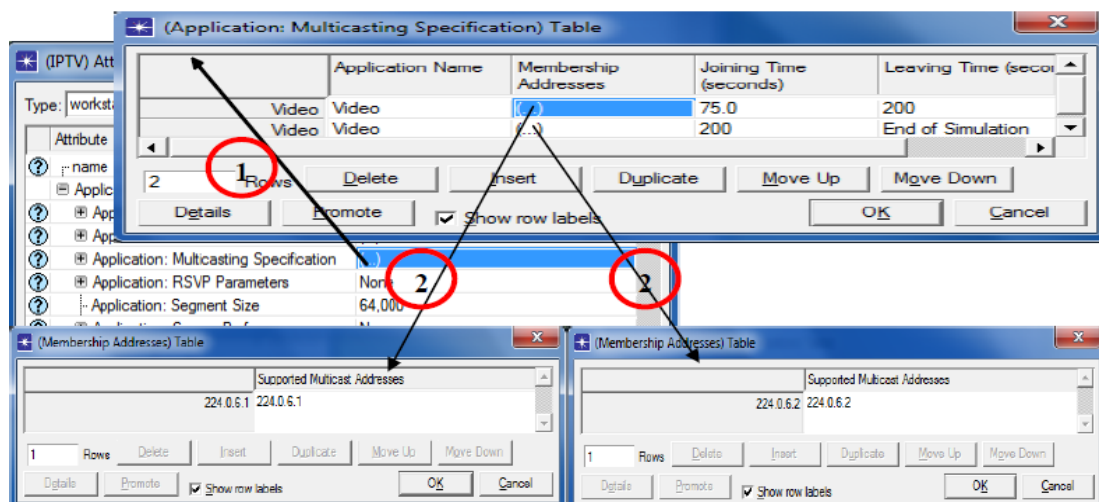 (Application: Multicasting Specification) Table
Application Name
Membership Addresses
Joining Time (seconds)
Leaving Time (secon
Video Video (...) 75.0 200
Video Video (...) 200 End of Simulation
2 Rows Delete Insert Duplicate Move Up Move Down
Details Promote Show row labels OK Cancel
1
(IPTV) Att
Type: workst
Attribute
name
Applic
App
App
Application: Multicasting Specification (...)
Application: RSVP Parameters None
Application: Segment Size 64,000
2
2
(Membership Addresses) Table
Supported Multicast Addresses
224.0.6.1 224.0.6.1
1 Rows Delete Insert Duplicate Move Up Move Down
Details Promote Show row labels OK Cancel
(Membership Addresses) Table
Supported Multicast Addresses
224.0.6.2 224.0.6.2
1 Rows Delete Insert Duplicate Move Up Move Down
Details Promote Show row labels OK Cancel